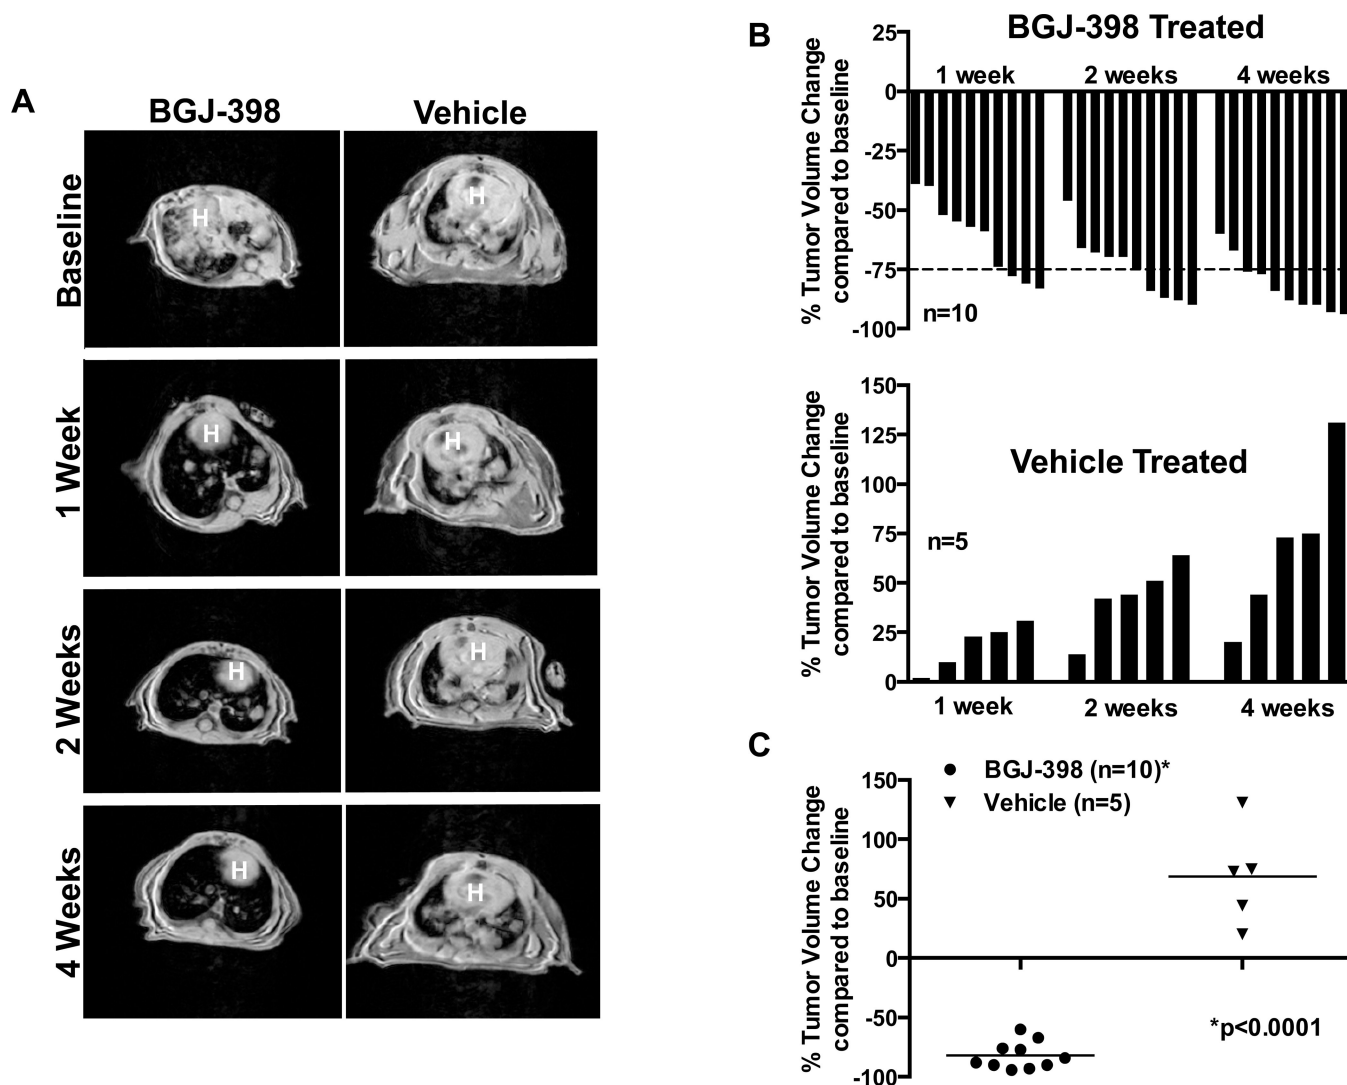 A
BGJ-398
Vehicle
Baseline
H
H
1 Week
H
H
2 Weeks
H
H
4 Weeks
H
H
B
BGJ-398 Treated
% Tumor Volume Change
compared to baseline
25
0
-25
-50
-75
-100
1 week
2 weeks
4 weeks
n=10
% Tumor Volume Change
compared to baseline
150
125
100
75
50
25
0
Vehicle Treated
n=5
1 week
2 weeks
4 weeks
C
% Tumor Volume Change
compared to baseline
150
100
50
0
-50
-100
BGJ-398 (n=10)*
Vehicle (n=5)
*p<0.0001